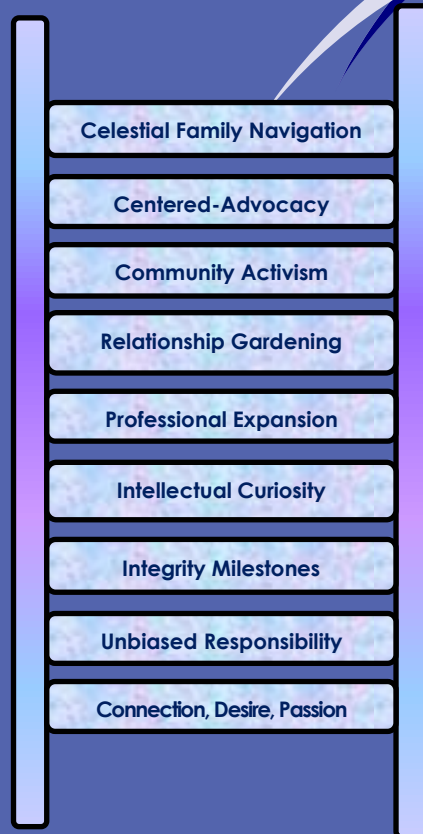 Celestial Family Navigation
Centered-Advocacy
Community Activism
Relationship Gardening
Professional Expansion
Intellectual Curiosity
Integrity Milestones
Unbiased Responsibility
Connection, Desire, Passion